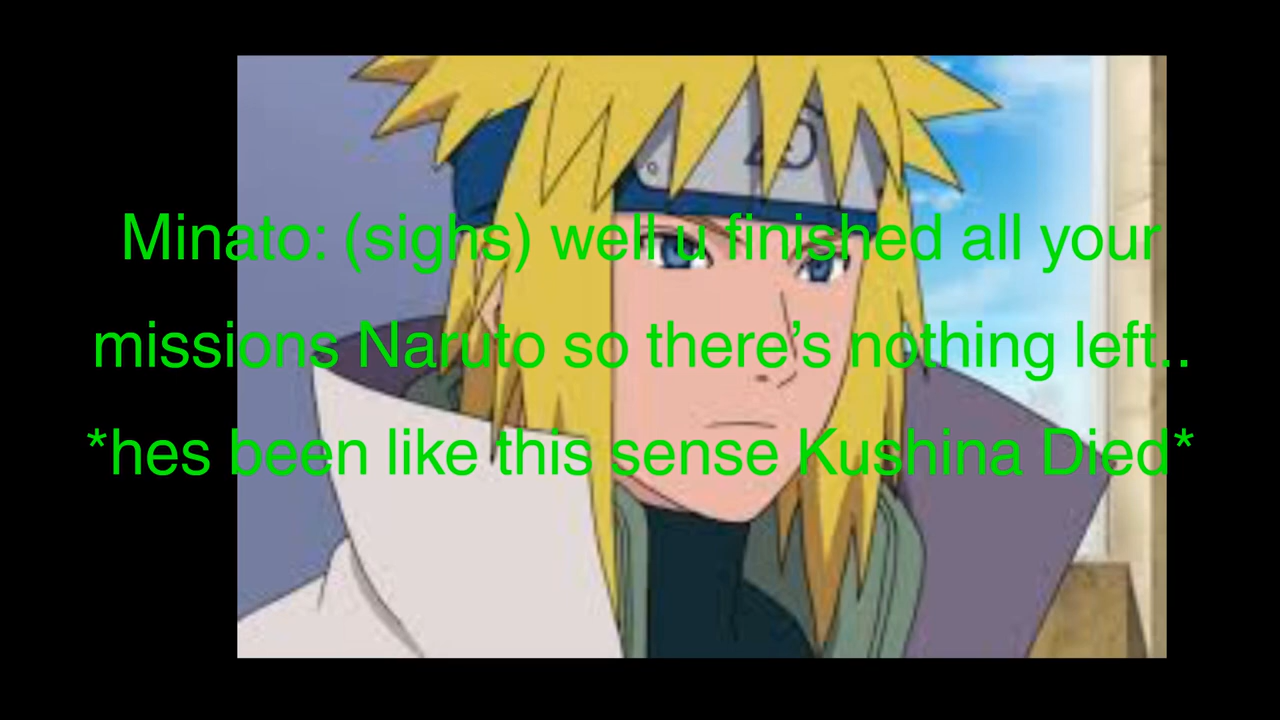 Minato: (sighs) well u finished all your
missions Naruto so there’s nothing left..
*hes been like this sense Kushina Died*